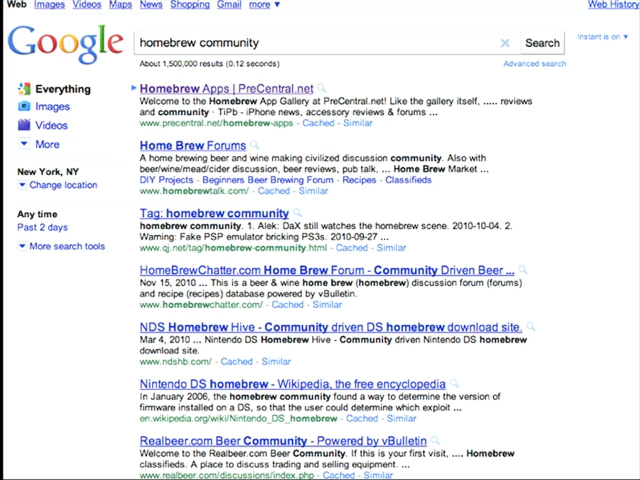 Web Images Videos Maps News Shopping Gmail more ▼ Web History
Google
homebrew community × Search Instant is on ▼
About 1,500,000 results (0.12 seconds) Advanced search
Everything
Images
Videos
More
New York, NY
Change location
Any time
Past 2 days
More search tools
Homebrew Apps | PreCentral.net
Welcome to the Homebrew App Gallery at PreCentral.net! Like the gallery itself, ..... reviews
and community · TiPb - iPhone news, accessory reviews & forums ...
www.precentral.net/homebrew-apps - Cached - Similar
Home Brew Forums
A home brewing beer and wine making civilized discussion community. Also with
beer/wine/mead/cider discussion, beer reviews, pub talk, ... Home Brew Market ...
DIY Projects - Beginners Beer Brewing Forum - Recipes - Classifieds
www.homebrewtalk.com/ - Cached - Similar
Tag: homebrew community
homebrew community. 1. Alek: DaX still watches the homebrew scene. 2010-10-04. 2.
Warning: Fake PSP emulator bricking PS3s. 2010-09-27 ...
www.qj.net/tag/homebrew-community.html - Cached - Similar
HomeBrewChatter.com Home Brew Forum - Community Driven Beer ...
Nov 15, 2010 ... This is a beer & wine home brew (homebrew) discussion forum (forums)
and recipe (recipes) database powered by vBulletin.
www.homebrewchatter.com/ - Cached - Similar
NDS Homebrew Hive - Community driven DS homebrew download site.
Mar 4, 2010 ... Nintendo DS Homebrew Hive - Community driven Nintendo DS homebrew
download site.
www.ndshb.com/ - Cached - Similar
Nintendo DS homebrew - Wikipedia, the free encyclopedia
In January 2006, the homebrew community found a way to determine the version of
firmware installed on a DS, so that the user could determine which exploit ...
en.wikipedia.org/wiki/Nintendo_DS_homebrew - Cached - Similar
Realbeer.com Beer Community - Powered by vBulletin
Welcome to the Realbeer.com Beer Community. If this is your first visit, .... Homebrew
classifieds. A place to discuss trading and selling equipment. ...
www.realbeer.com/discussions/index.php - Cached - Similar